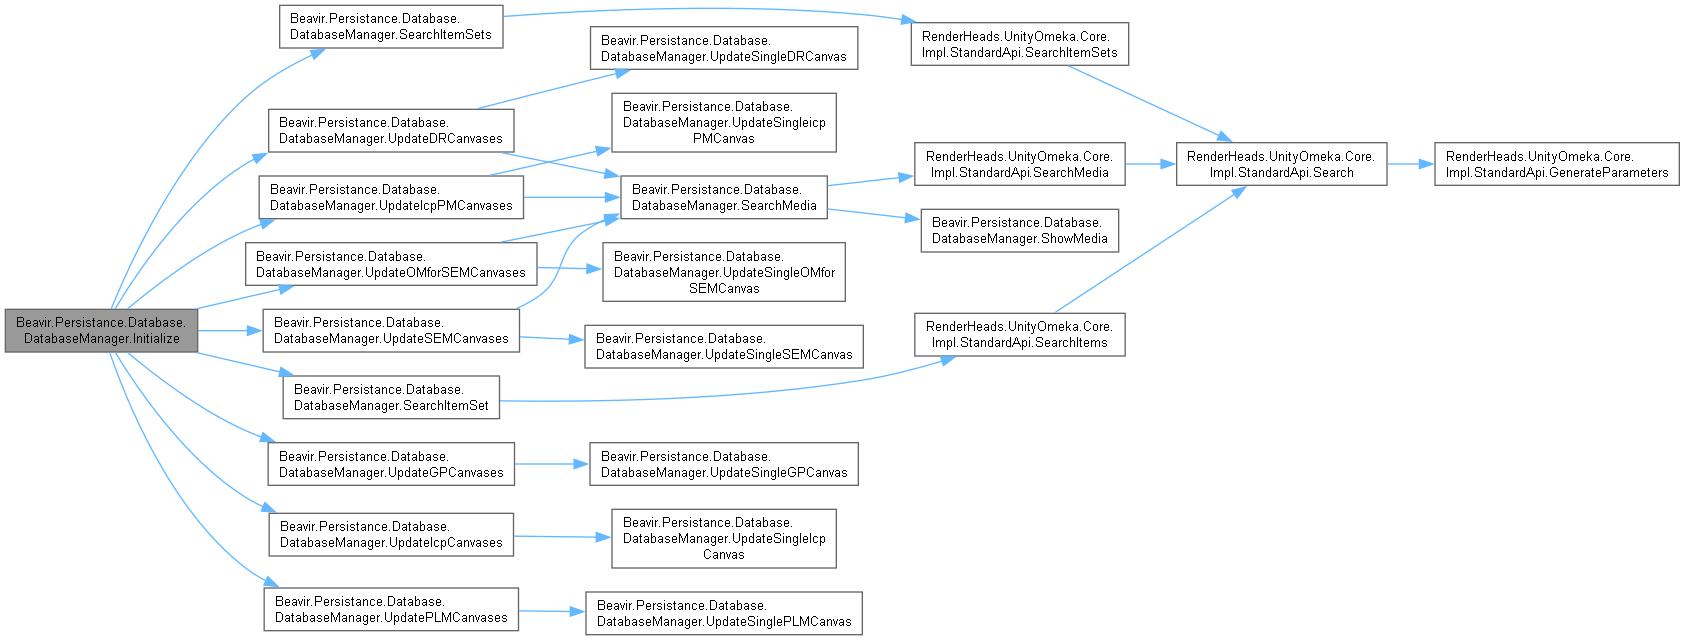 Beavir.Persistance.Database.
DatabaseManager.Initialize
Beavir.Persistance.Database.
DatabaseManager.SearchItemSets
Beavir.Persistance.Database.
DatabaseManager.UpdateDRCanvases
Beavir.Persistance.Database.
DatabaseManager.UpdateIcpPMCanvases
Beavir.Persistance.Database.
DatabaseManager.UpdateOMforSEMCanvases
Beavir.Persistance.Database.
DatabaseManager.UpdateSEMCanvases
Beavir.Persistance.Database.
DatabaseManager.SearchItemSet
Beavir.Persistance.Database.
DatabaseManager.UpdateGPCanvases
Beavir.Persistance.Database.
DatabaseManager.UpdateIcpCanvases
Beavir.Persistance.Database.
DatabaseManager.UpdatePLMCanvases
Beavir.Persistance.Database.
DatabaseManager.UpdateSingleDRCanvas
Beavir.Persistance.Database.
DatabaseManager.UpdateSingleicp
PMCanvas
Beavir.Persistance.Database.
DatabaseManager.SearchMedia
Beavir.Persistance.Database.
DatabaseManager.UpdateSingleOMfor
SEMCanvas
Beavir.Persistance.Database.
DatabaseManager.UpdateSingleSEMCanvas
Beavir.Persistance.Database.
DatabaseManager.UpdateSingleGPCanvas
Beavir.Persistance.Database.
DatabaseManager.UpdateSingleIcp
Canvas
Beavir.Persistance.Database.
DatabaseManager.UpdateSinglePLMCanvas
RenderHeads.UnityOmeka.Core.
Impl.StandardApi.SearchItemSets
RenderHeads.UnityOmeka.Core.
Impl.StandardApi.SearchMedia
Beavir.Persistance.Database.
DatabaseManager.ShowMedia
RenderHeads.UnityOmeka.Core.
Impl.StandardApi.SearchItems
RenderHeads.UnityOmeka.Core.
Impl.StandardApi.Search
RenderHeads.UnityOmeka.Core.
Impl.StandardApi.GenerateParameters